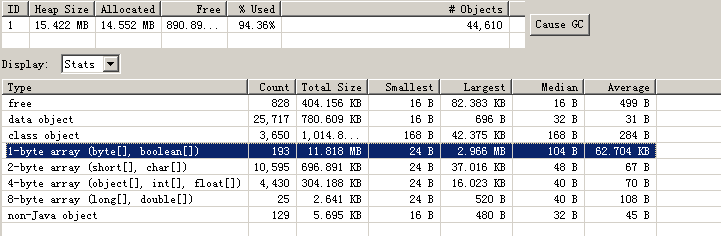 ID Heap Size Allocated Free % Used # Objects
1 15.422 MB 14.552 MB 890.89... 94.36% 44,610 Cause GC
Display: Stats
Type Count Total Size Smallest Largest Median Average
free 828 404.156 KB 16 B 82.383 KB 16 B 499 B
data object 25,717 780.609 KB 16 B 696 B 32 B 31 B
class object 3,650 1,014.8... 168 B 42.375 KB 168 B 284 B
1-byte array (byte[], boolean[]) 193 11.818 MB 24 B 2.966 MB 104 B 62.704 KB
2-byte array (short[], char[]) 10,595 696.891 KB 24 B 37.016 KB 48 B 67 B
4-byte array (object[], int[], float[]) 4,430 304.188 KB 24 B 16.023 KB 40 B 70 B
8-byte array (long[], double[]) 25 2.641 KB 24 B 520 B 40 B 108 B
non-Java object 129 5.695 KB 16 B 480 B 32 B 45 B